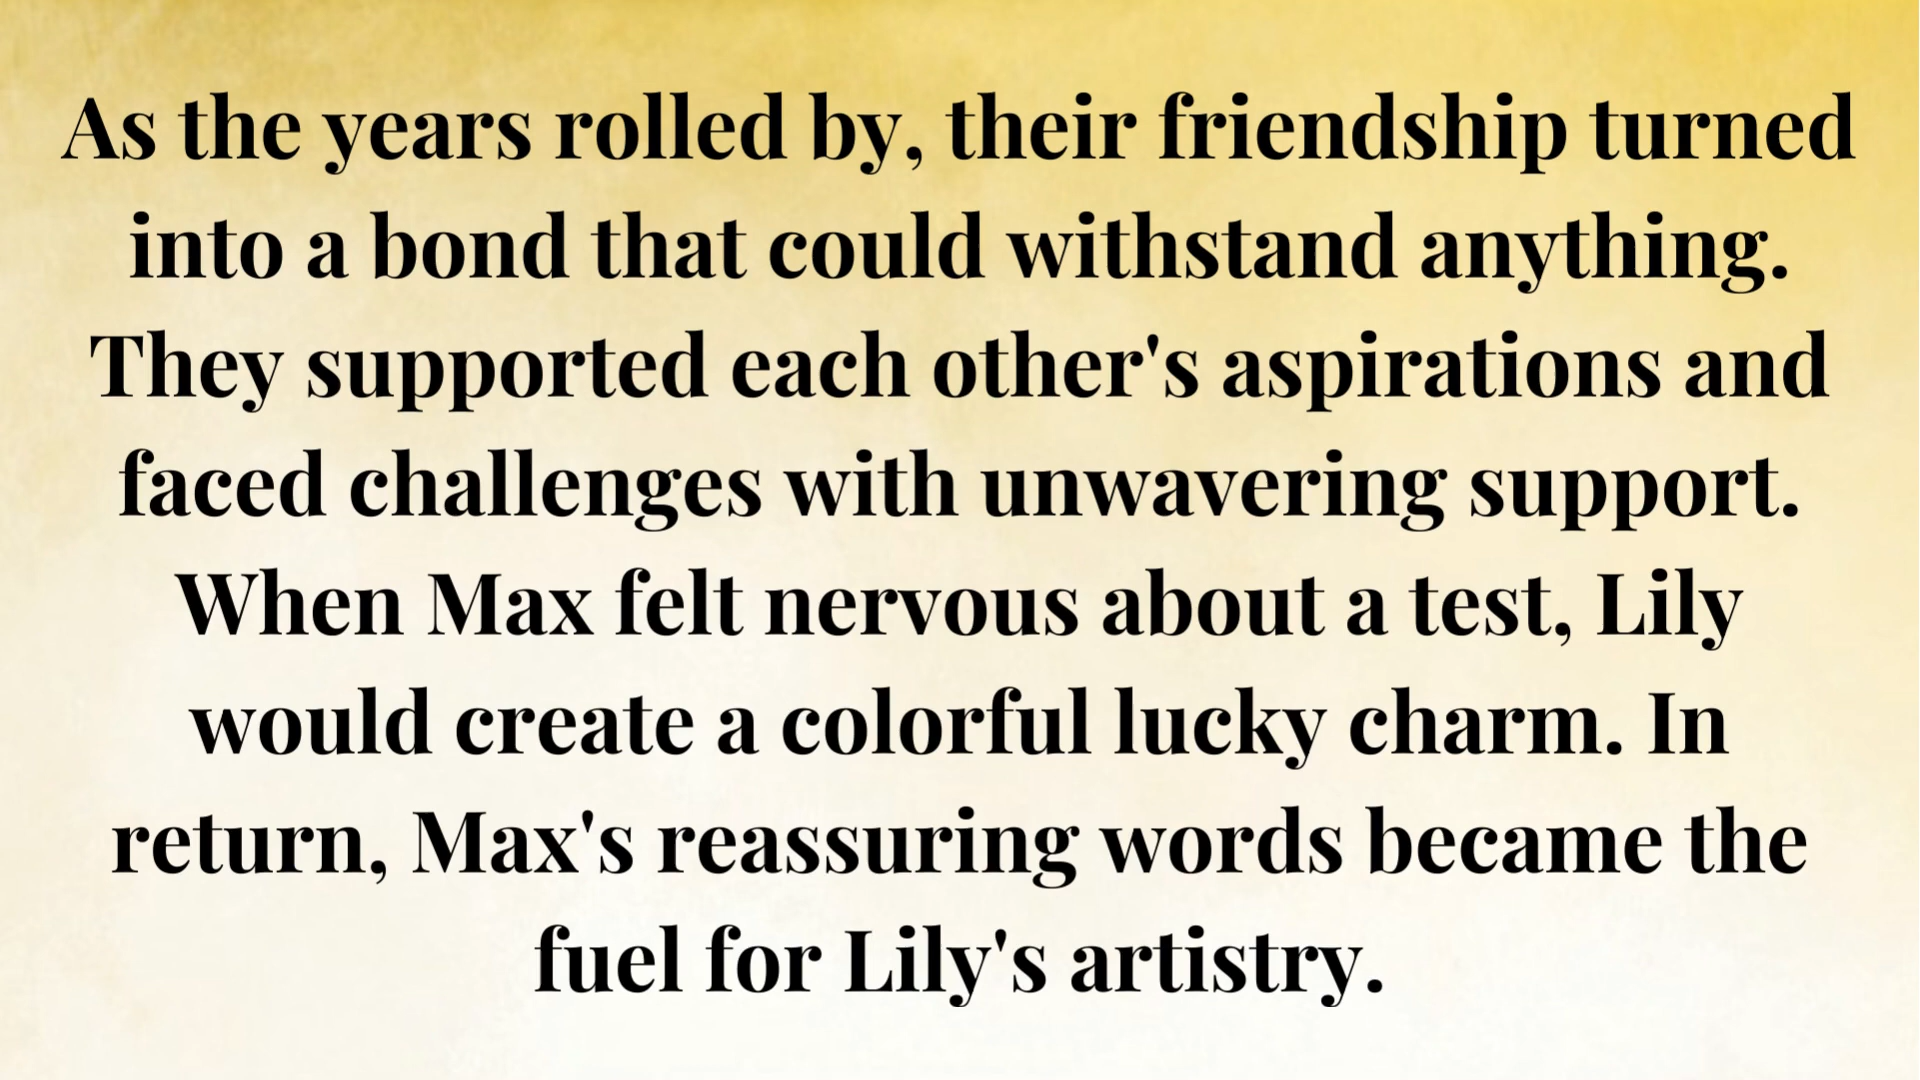 As the years rolled by, their friendship turned
into a bond that could withstand anything.
They supported each other's aspirations and
faced challenges with unwavering support.
When Max felt nervous about a test, Lily
would create a colorful lucky charm. In
return, Max's reassuring words became the
fuel for Lily's artistry.